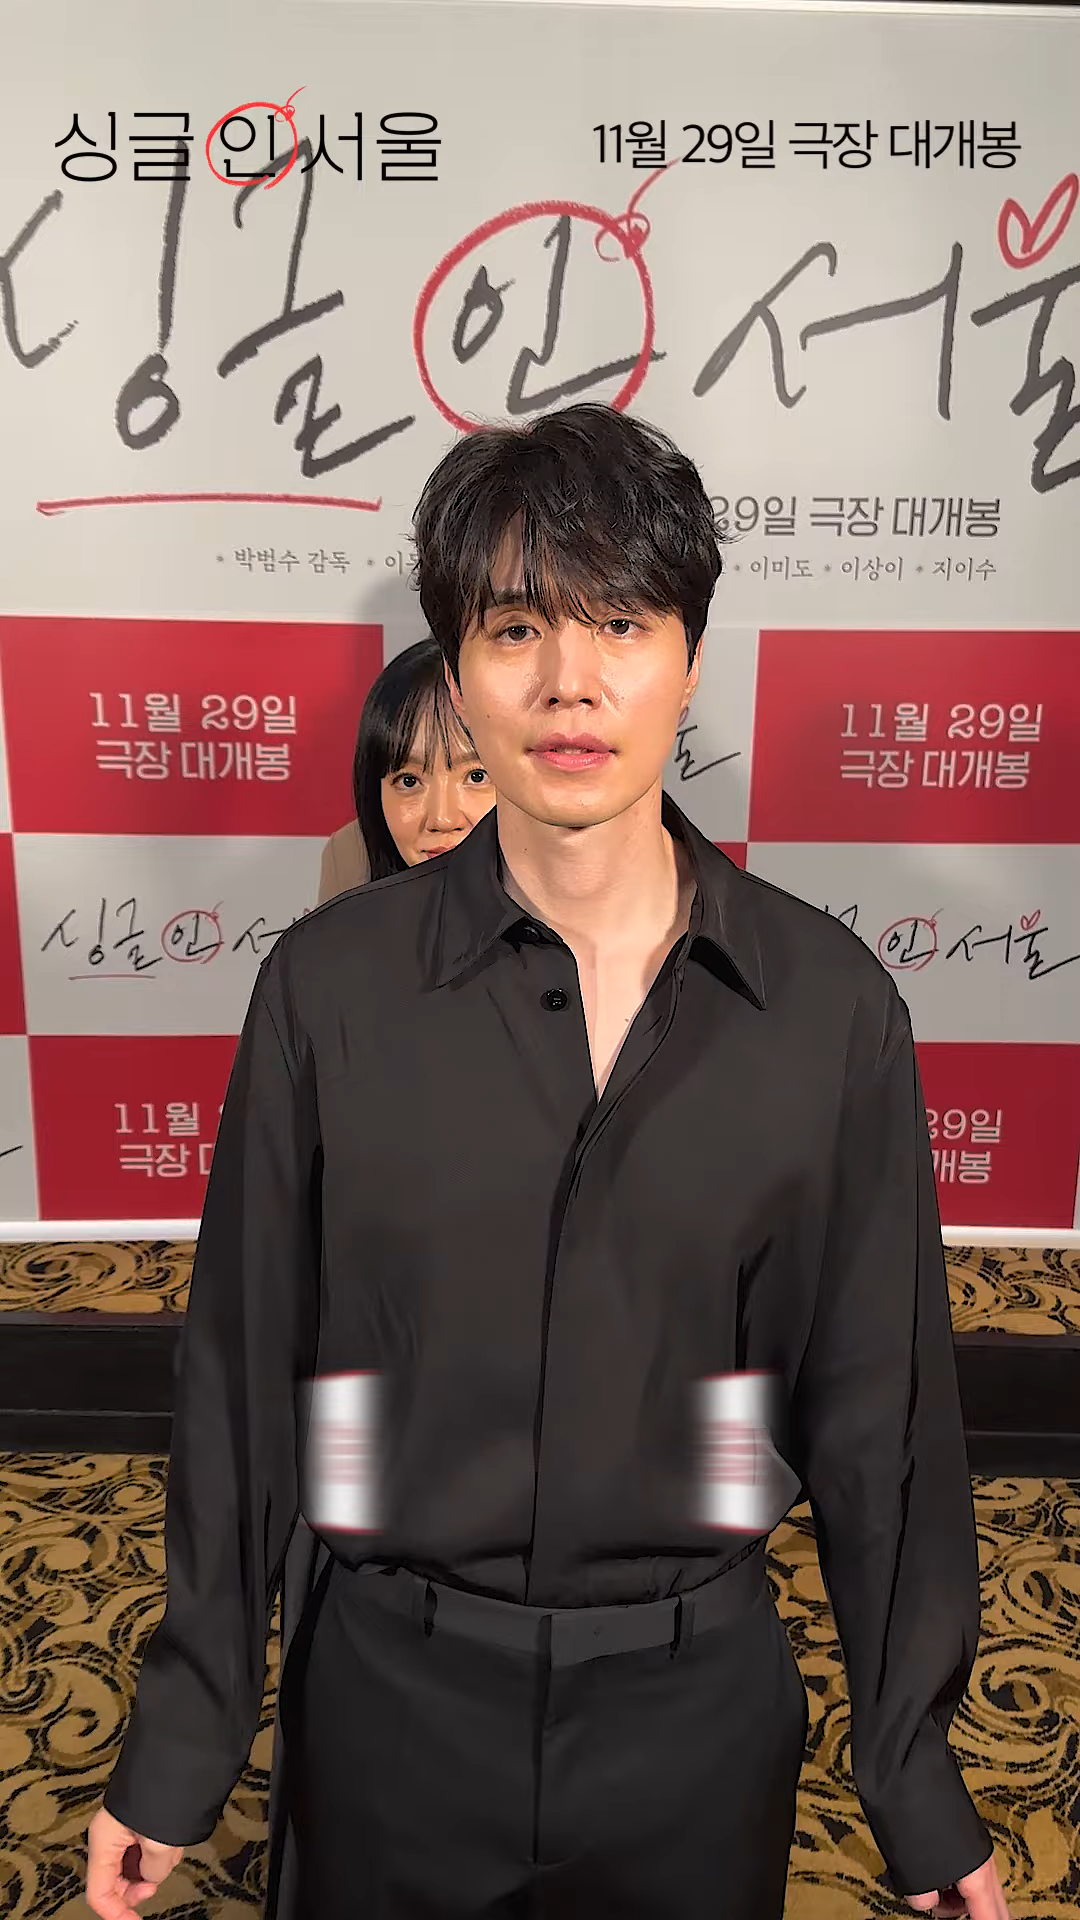 싱글 인 서울
11월 29일 극장 대개봉
싱글 인 서울
29일 극장 대개봉
• 박범수 감독 •
• 이미도 • 이상이 • 지이수
11월 29일
극장 대개봉
11월 29일
극장 대개봉
싱글 인 서
인 서울
11월
극장
29일
개봉